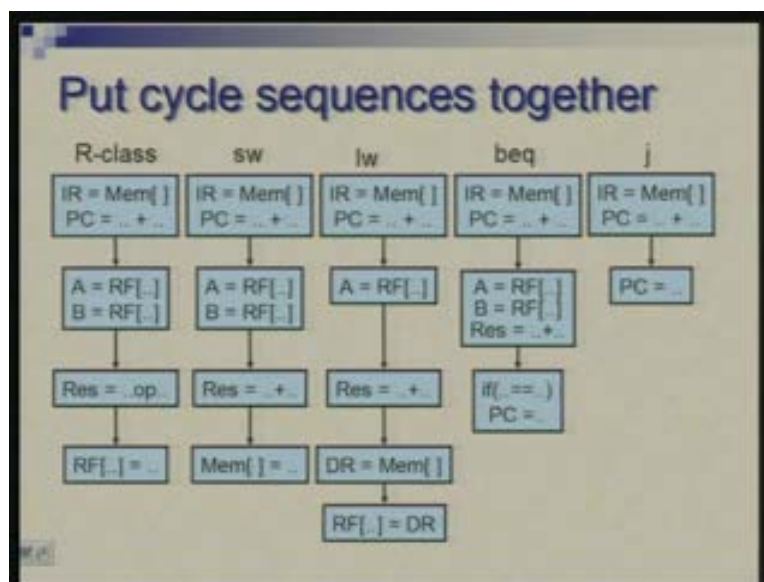 Put cycle sequences together
R-class
sw
lw
beq
j
IR = Mem[ ]
PC = .. + ..
IR = Mem[ ]
PC = .. + ..
IR = Mem[ ]
PC = .. + ..
IR = Mem[ ]
PC = .. + ..
IR = Mem[ ]
PC = .. + ..
A = RF[..]
B = RF[..]
A = RF[..]
B = RF[..]
A = RF[..]
A = RF[..]
B = RF[..]
Res = ..+..
PC = ..
Res = ..op..
Res = ..+..
Res = ..+..
if(..==..)
PC =..
RF[..] = ..
Mem[ ] = ..
DR = Mem[ ]
RF[..] = DR